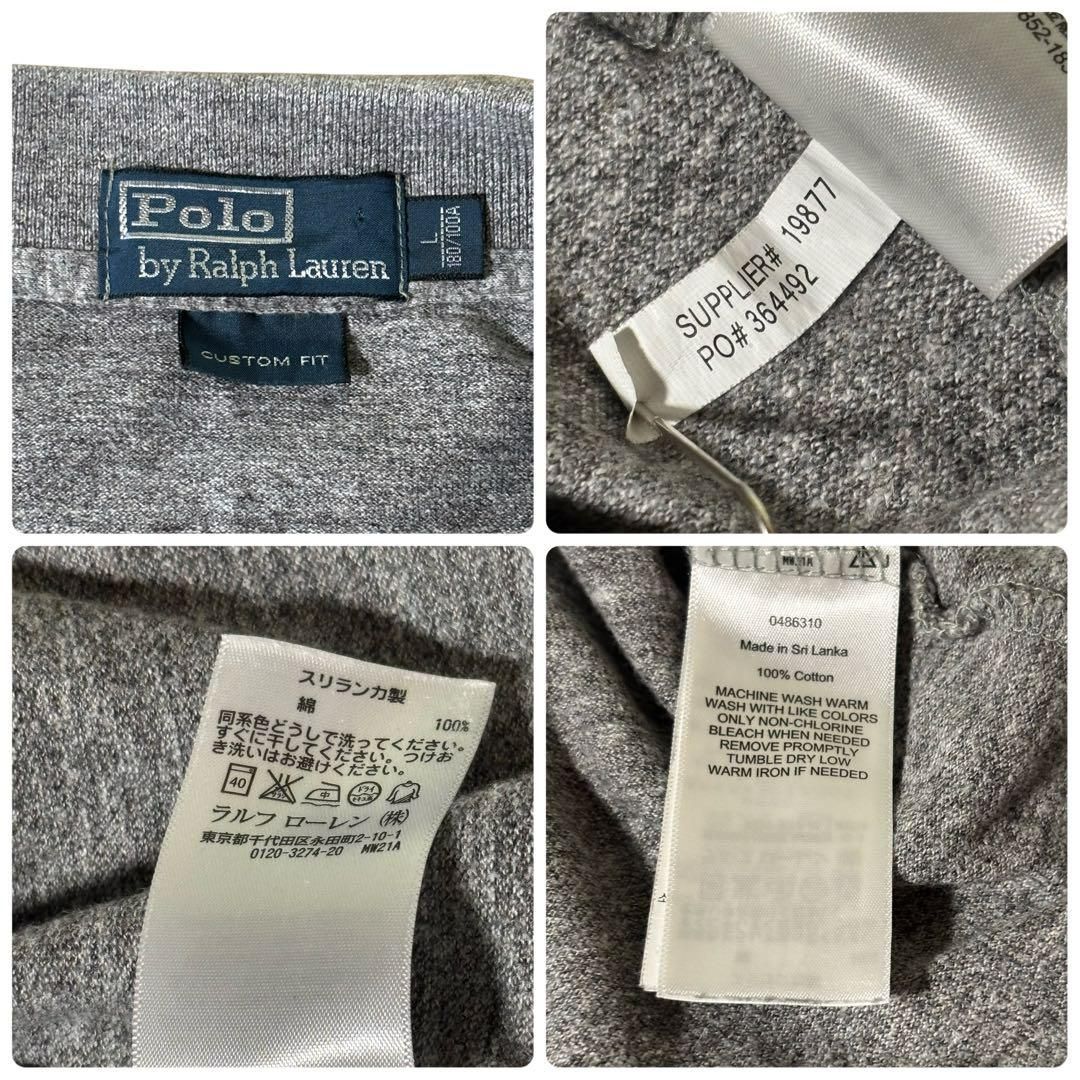 Polo
by Ralph Lauren
L
180/100A
CUSTOM FIT
852-185
SUPPLIER# 19877
PO# 364492
スリランカ製
綿 100%
同系色どうしで洗ってください。
すぐに干してください。つけお
き洗いはお避けください。
40 中 ドライ
ラルフ ローレン (株)
東京都千代田区永田町2-10-1
0120-3274-20 MW21A
MW21A
0486310
Made in Sri Lanka
100% Cotton
MACHINE WASH WARM
WASH WITH LIKE COLORS
ONLY NON-CHLORINE
BLEACH WHEN NEEDED
REMOVE PROMPTLY
TUMBLE DRY LOW
WARM IRON IF NEEDED